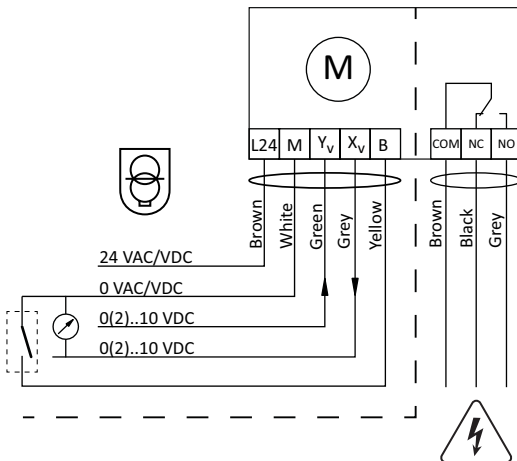 M
L24 M Yv Xv B COM NC NO
Brown White Green Grey Yellow Brown Black Grey
24 VAC/VDC
0 VAC/VDC
0(2)..10 VDC
0(2)..10 VDC